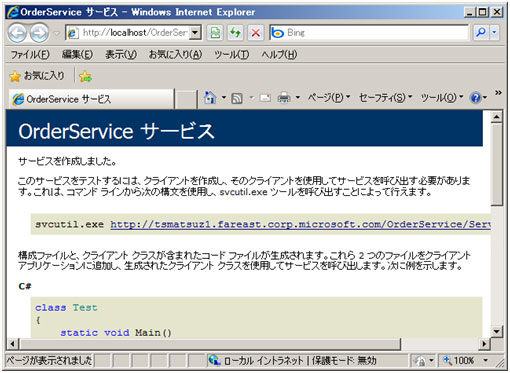 OrderService サービス - Windows Internet Explorer
http://localhost/OrderSer
Bing
ファイル(F) 編集(E) 表示(V) お気に入り(A) ツール(T) ヘルプ(H)
お気に入り
OrderService サービス
ページ(P) セーフティ(S) ツール(O)
OrderService サービス
サービスを作成しました。
このサービスをテストするには、クライアントを作成し、そのクライアントを使用してサービスを呼び出す必要がありま
す。これは、コマンド ラインから次の構文を使用し、svcutil.exe ツールを呼び出すことによって行えます。
svcutil.exe http://tsmatsuz1.fareast.corp.microsoft.com/OrderService/Serv
構成ファイルと、クライアント クラスが含まれたコード ファイルが生成されます。これら 2 つのファイルをクライアント
アプリケーションに追加し、生成されたクライアント クラスを使用してサービスを呼び出します。次に例を示します。
C#
class Test
{
static void Main()
ページが表示されました
ローカル イントラネット | 保護モード: 無効
100%